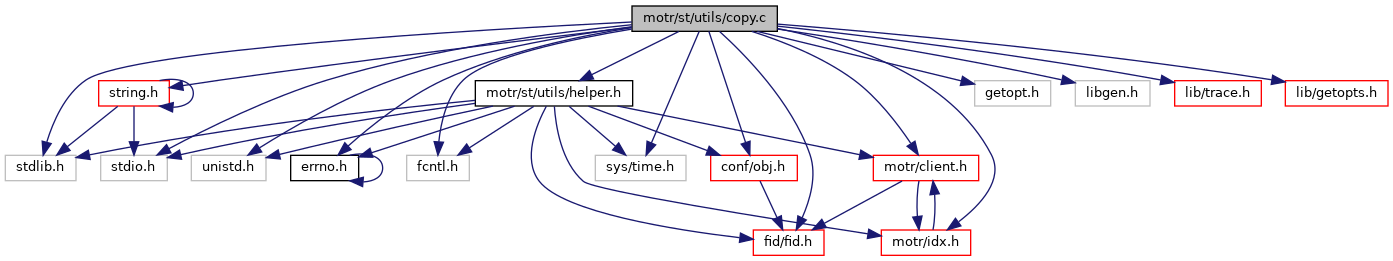 motr/st/utils/copy.c
string.h
motr/st/utils/helper.h
getopt.h
libgen.h
lib/trace.h
lib/getopts.h
stdlib.h
stdio.h
unistd.h
errno.h
fcntl.h
sys/time.h
conf/obj.h
motr/client.h
fid/fid.h
motr/idx.h